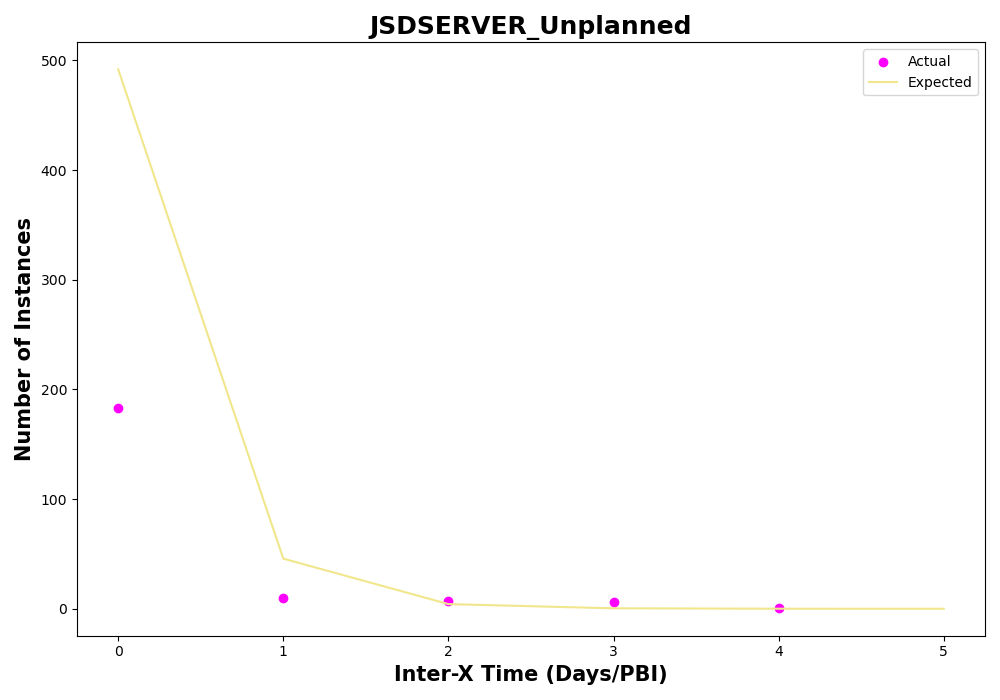 JSDSERVER_Unplanned
Actual
Expected
Number of Instances
500
400
300
200
100
0
0 1 2 3 4 5
Inter-X Time (Days/PBI)